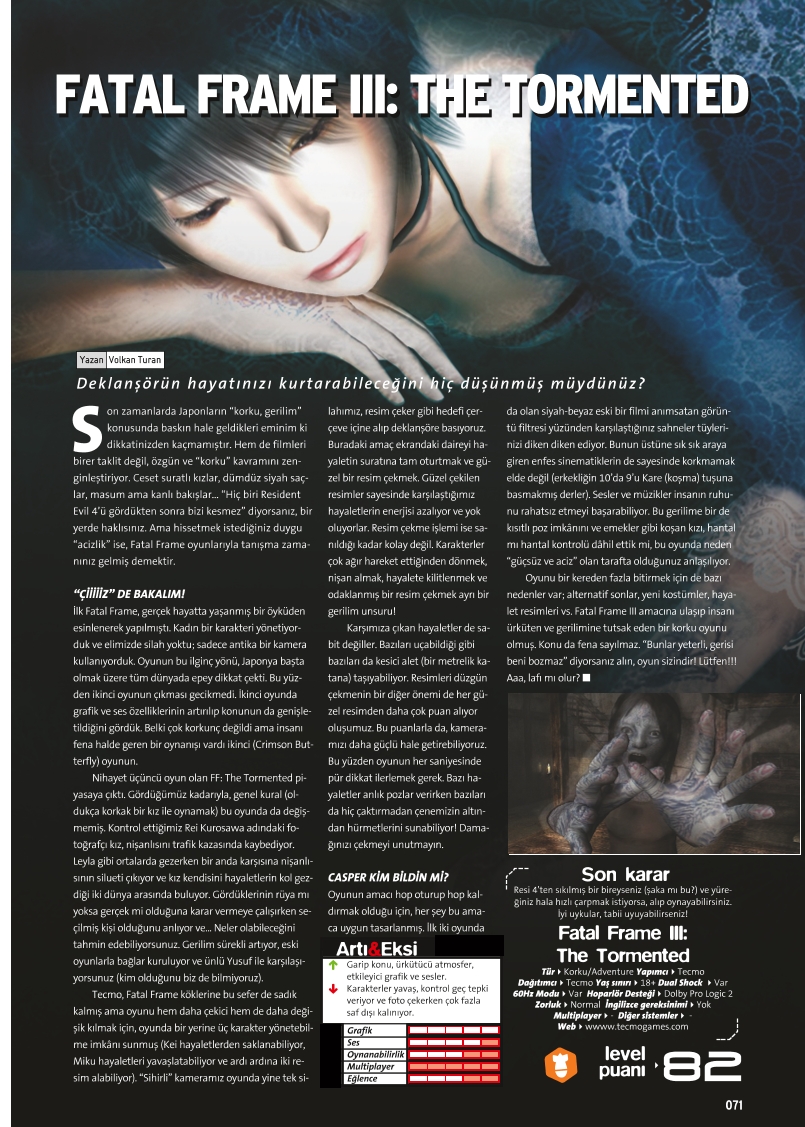 FATAL FRAME III: THE TORMENTED
Yazan Volkan Turan
Deklanşörün hayatınızı kurtarabileceğini hiç düşünmüş müydünüz?
Son zamanlarda Japonların “korku, gerilim”
konusunda baskın hale geldikleri eminim ki
dikkatinizden kaçmamıştır. Hem de filmleri
birer taklit değil, özgün ve “korku” kavramını zen-
ginleştiriyor. Ceset suratlı kızlar, dümdüz siyah saç-
lar, masum ama kanlı bakışlar... “Hiç biri Resident
Evil 4’ü gördükten sonra bizi kesmez” diyorsanız, bir
yerde haklısınız. Ama hissetmek istediğiniz duygu
“acizlik” ise, Fatal Frame oyunlarıyla tanışma zama-
nınız gelmiş demektir.
“ÇİİİİİZ” DE BAKALIM!
İlk Fatal Frame, gerçek hayatta yaşanmış bir öyküden
esinlenerek yapılmıştı. Kadın bir karakteri yönetiyor-
duk ve elimizde silah yoktu; sadece antika bir kamera
kullanıyorduk. Oyunun bu ilginç yönü, Japonya başta
olmak üzere tüm dünyada epey dikkat çekti. Bu yüz-
den ikinci oyunun çıkması gecikmedi. İkinci oyunda
grafik ve ses özelliklerinin artırılıp konunun da genişle-
tildiğini gördük. Belki çok korkunç değildi ama insanı
fena halde geren bir oynanışı vardı ikinci (Crimson But-
terfly) oyunun.
Nihayet üçüncü oyun olan FF: The Tormented pi-
yasaya çıktı. Gördüğümüz kadarıyla, genel kural (ol-
dukça korkak bir kız ile oynamak) bu oyunda da değiş-
memiş. Kontrol ettiğimiz Rei Kurosawa adındaki fo-
toğrafçı kız, nişanlısını trafik kazasında kaybediyor.
Leyla gibi ortalarda gezerken bir anda karşısına nişanlı-
sının silueti çıkıyor ve kız kendisini hayaletlerin kol gez-
diği iki dünya arasında buluyor. Gördüklerinin rüya mı
yoksa gerçek mi olduğuna karar vermeye çalışırken se-
çilmiş kişi olduğunu anlıyor ve... Neler olabileceğini
tahmin edebiliyorsunuz. Gerilim sürekli artıyor, eski
oyunlarla bağlar kuruluyor ve ünlü Yusuf ile karşılaşı-
yorsunuz (kim olduğunu biz de bilmiyoruz).
Tecmo, Fatal Frame köklerine bu sefer de sadık
kalmış ama oyunu hem daha çekici hem de daha deği-
şik kılmak için, oyunda bir yerine üç karakter yönetebil-
me imkânı sunmuş (Kei hayaletlerden saklanabiliyor,
Miku hayaletleri yavaşlatabiliyor ve ardı ardına iki re-
sim alabiliyor). “Sihirli” kameramız oyunda yine tek si-
lahımız, resim çeker gibi hedefi çer-
çeve içine alıp deklanşöre basıyoruz.
Buradaki amaç ekrandaki daireyi ha-
yaletin suratına tam oturtmak ve gü-
zel bir resim çekmek. Güzel çekilen
resimler sayesinde karşılaştığımız
hayaletlerin enerjisi azalıyor ve yok
oluyorlar. Resim çekme işlemi ise sa-
nıldığı kadar kolay değil. Karakterler
çok ağır hareket ettiğinden dönmek,
nişan almak, hayalete kilitlenmek ve
odaklanmış bir resim çekmek ayrı bir
gerilim unsuru!
Karşımıza çıkan hayaletler de sa-
bit değiller. Bazıları uçabildiği gibi
bazıları da kesici alet (bir metrelik ka-
tana) taşıyabiliyor. Resimleri düzgün
çekmenin bir diğer önemi de her gü-
zel resimden daha çok puan alıyor
oluşumuz. Bu puanlarla da, kamera-
mızı daha güçlü hale getirebiliyoruz.
Bu yüzden oyunun her saniyesinde
pür dikkat ilerlemek gerek. Bazı ha-
yaletler anlık pozlar verirken bazıları
da hiç çaktırmadan çenemizin altın-
dan hürmetlerini sunabiliyor! Dama-
ğınızı çekmeyi unutmayın.
CASPER KİM BİLDİN Mİ?
Oyunun amacı hop oturup hop kal-
dırmak olduğu için, her şey bu ama-
ca uygun tasarlanmış. İlk iki oyunda
da olan siyah-beyaz eski bir filmi anımsatan görün-
tü filtresi yüzünden karşılaştığınız sahneler tüyleri-
nizi diken diken ediyor. Bunun üstüne sık sık araya
giren enfes sinematiklerin de sayesinde korkmamak
elde değil (erkekliğin 10’da 9’u Kare (koşma) tuşuna
basmakmış derler). Sesler ve müzikler insanın ruhu-
nu rahatsız etmeyi başarabiliyor. Bu gerilime bir de
kısıtlı poz imkânını ve emekler gibi koşan kızı, hantal
mı hantal kontrolü dâhil ettik mi, bu oyunda neden
“güçsüz ve aciz” olan tarafta olduğunuz anlaşılıyor.
Oyunu bir kereden fazla bitirmek için de bazı
nedenler var; alternatif sonlar, yeni kostümler, haya-
let resimleri vs. Fatal Frame III amacına ulaşıp insanı
ürküten ve gerilimine tutsak eden bir korku oyunu
olmuş. Konu da fena sayılmaz. “Bunlar yeterli, gerisi
beni bozmaz” diyorsanız alın, oyun sizindir! Lütfen!!!
Aaa, lafı mı olur? ■
Artı&Eksi
Garip konu, ürkütücü atmosfer,
etkileyici grafik ve sesler.
Karakterler yavaş, kontrol geç tepki
veriyor ve foto çekerken çok fazla
saf dışı kalınıyor.
Grafik
Ses
Oynanabilirlik
Multiplayer
Eğlence
Son karar
Resi 4’ten sıkılmış bir bireyseniz (şaka mı bu?) ve yüre-
ğiniz hala hızlı çarpmak istiyorsa, alıp oynayabilirsiniz.
İyi uykular, tabii uyuyabilirseniz!
Fatal Frame III:
The Tormented
Tür Korku/Adventure Yapımcı Tecmo
Dağıtımcı Tecmo Yaş sınırı 18+ Dual Shock Var
60Hz Modu Var Hoparlör Desteği Dolby Pro Logic 2
Zorluk Normal İngilizce gereksinimi Yok
Multiplayer - Diğer sistemler -
Web wwww.tecmogames.com
level puanı 82
071